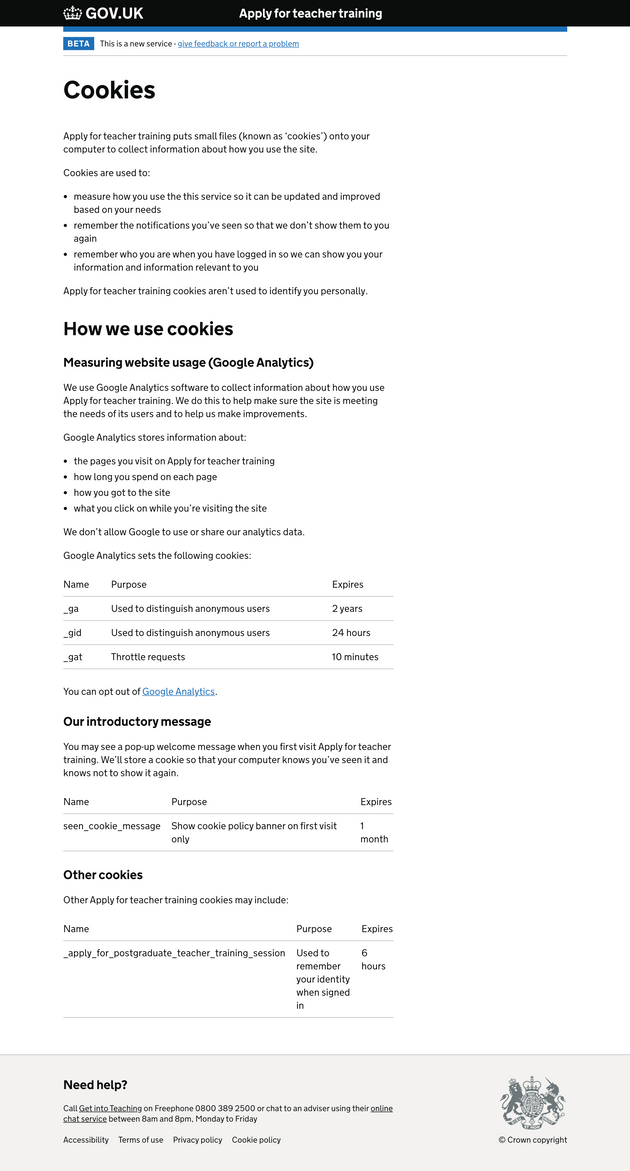 GOV.UK
Apply for teacher training
BETA
This is a new service - give feedback or report a problem
Cookies
Apply for teacher training puts small files (known as ‘cookies’) onto your
computer to collect information about how you use the site.
Cookies are used to:
• measure how you use the this service so it can be updated and improved
based on your needs
• remember the notifications you’ve seen so that we don’t show them to you
again
• remember who you are when you have logged in so we can show you your
information and information relevant to you
Apply for teacher training cookies aren’t used to identify you personally.
How we use cookies
Measuring website usage (Google Analytics)
We use Google Analytics software to collect information about how you use
Apply for teacher training. We do this to help make sure the site is meeting
the needs of its users and to help us make improvements.
Google Analytics stores information about:
• the pages you visit on Apply for teacher training
• how long you spend on each page
• how you got to the site
• what you click on while you’re visiting the site
We don’t allow Google to use or share our analytics data.
Google Analytics sets the following cookies:
Name Purpose Expires
_ga Used to distinguish anonymous users 2 years
_gid Used to distinguish anonymous users 24 hours
_gat Throttle requests 10 minutes
You can opt out of Google Analytics.
Our introductory message
You may see a pop-up welcome message when you first visit Apply for teacher
training. We’ll store a cookie so that your computer knows you’ve seen it and
knows not to show it again.
Name Purpose Expires
seen_cookie_message Show cookie policy banner on first visit 1
only month
Other cookies
Other Apply for teacher training cookies may include:
Name Purpose Expires
_apply_for_postgraduate_teacher_training_session Used to 6
remember hours
your identity
when signed
in
Need help?
Call Get into Teaching on Freephone 0800 389 2500 or chat to an adviser using their online
chat service between 8am and 8pm, Monday to Friday
Accessibility Terms of use Privacy policy Cookie policy
© Crown copyright